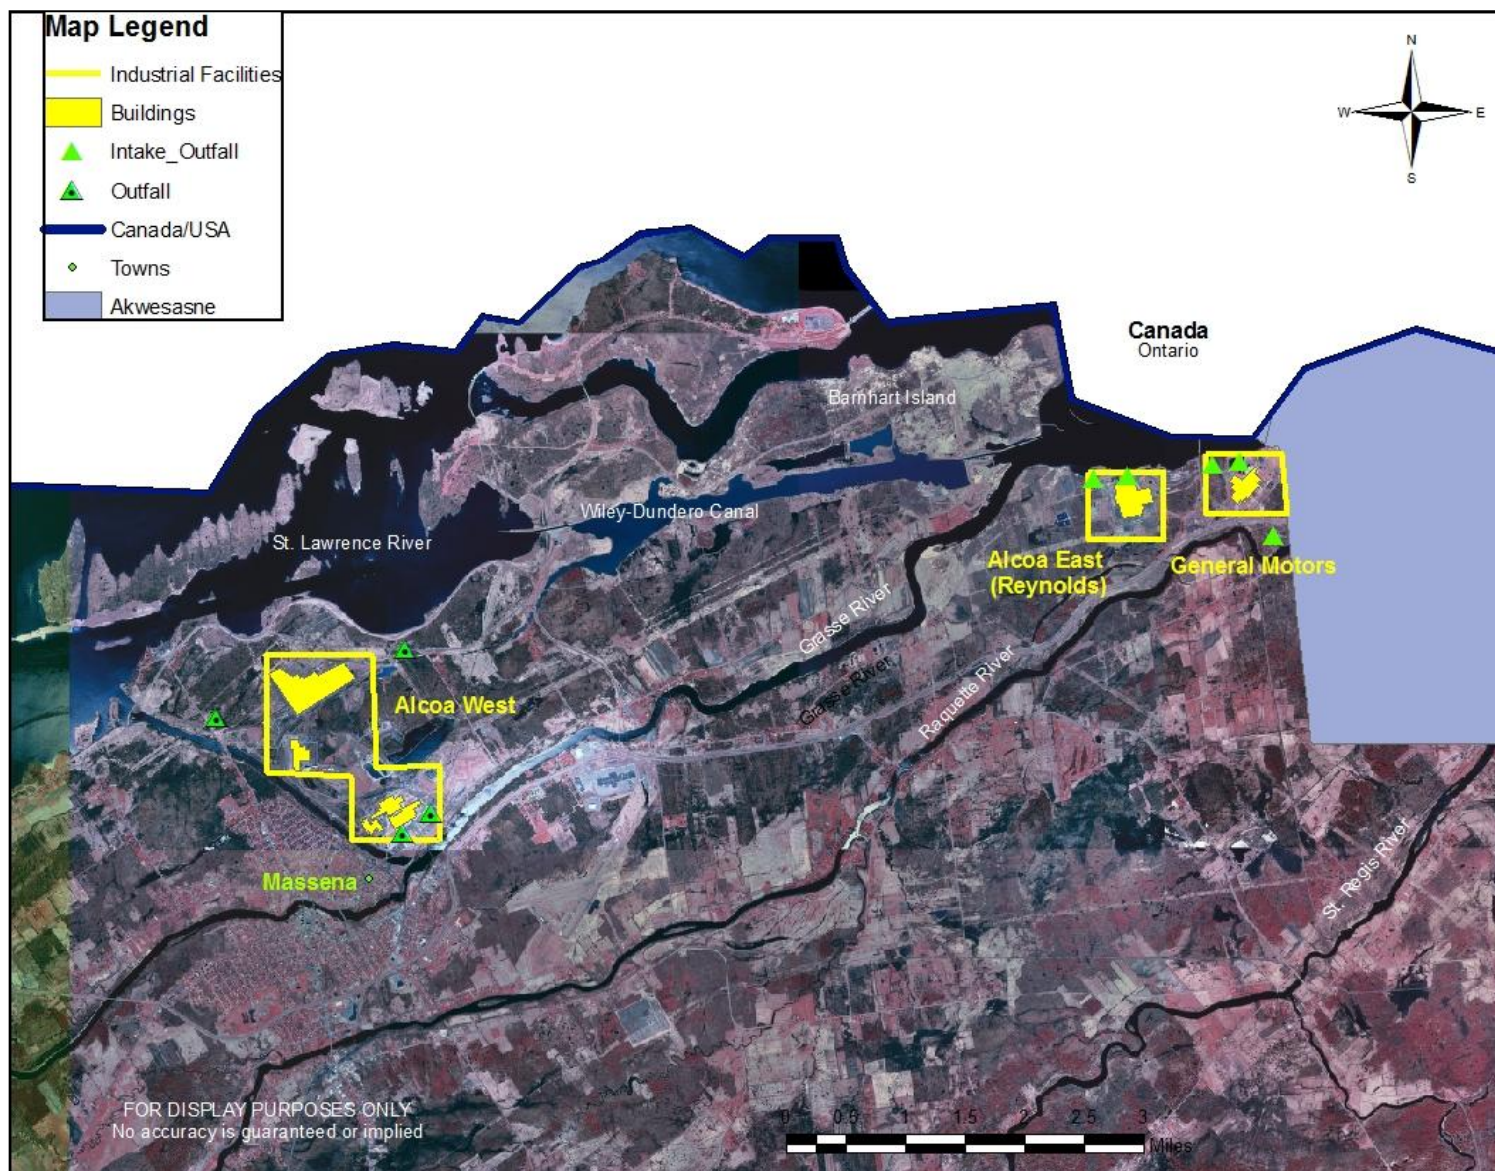 Map Legend
Industrial Facilities
Buildings
Intake_Outfall
Outfall
Canada/USA
Towns
Akwesasne
N
W
E
S
Canada
Ontario
Barnhart Island
Wiley-Dundero Canal
St. Lawrence River
Alcoa East
(Reynolds)
General Motors
Grasse River
Grasse River
Raquette River
Alcoa West
Massena
St. Regis River
FOR DISPLAY PURPOSES ONLY
No accuracy is guaranteed or implied
0 0.5 1 1.5 2 2.5 3
Miles